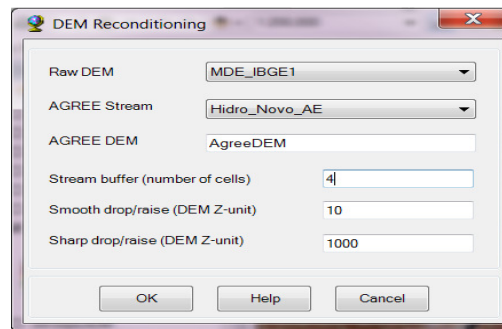 DEM Reconditioning
Raw DEM MDE_IBGE1
AGREE Stream Hidro_Novo_AE
AGREE DEM AgreeDEM
Stream buffer (number of cells) 4
Smooth drop/raise (DEM Z-unit) 10
Sharp drop/raise (DEM Z-unit) 1000
OK Help Cancel